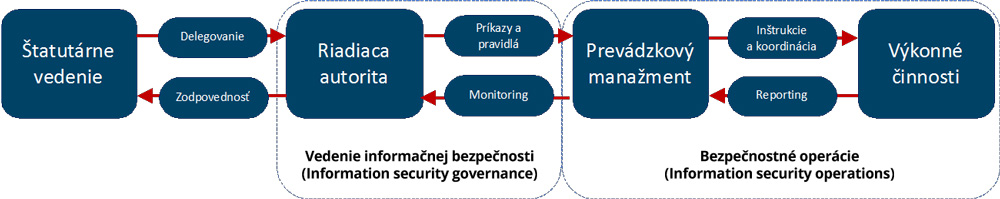 Štatutárne
vedenie
Delegovanie
Zodpovednosť
Riadiaca
autorita
Príkazy a
pravidlá
Monitoring
Prevádzkový
manažment
Inštrukcie
a koordinácia
Reporting
Výkonné
činnosti
Vedenie informačnej bezpečnosti
(Information security governance)
Bezpečnostné operácie
(Information security operations)